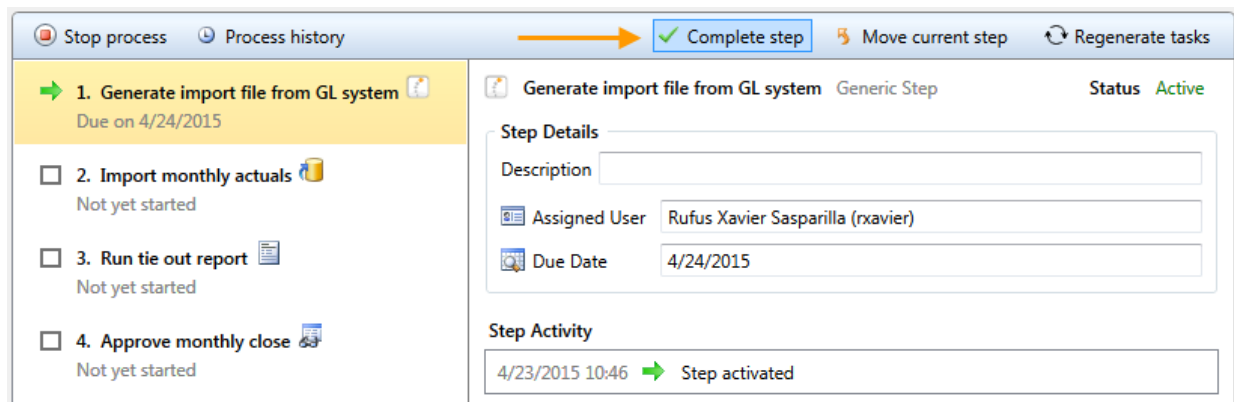 Stop process Process history Complete step Move current step Regenerate tasks
1. Generate import file from GL system
Due on 4/24/2015
2. Import monthly actuals
Not yet started
3. Run tie out report
Not yet started
4. Approve monthly close
Not yet started
Generate import file from GL system Generic Step Status Active
Step Details
Description
Assigned User Rufus Xavier Sasparilla (rxavier)
Due Date 4/24/2015
Step Activity
4/23/2015 10:46 Step activated